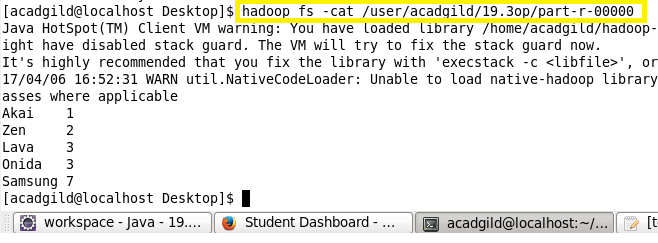 [acadgild@localhost Desktop]$ hadoop fs -cat /user/acadgild/19.3op/part-r-00000
Java HotSpot(TM) Client VM warning: You have loaded library /home/acadgild/hadoop-
ight have disabled stack guard. The VM will try to fix the stack guard now.
It's highly recommended that you fix the library with 'execstack -c <libfile>', or
17/04/06 16:52:31 WARN util.NativeCodeLoader: Unable to load native-hadoop library
asses where applicable
Akai 1
Zen 2
Lava 3
Onida 3
Samsung 7
[acadgild@localhost Desktop]$
workspace - Java - 19.... Student Dashboard - ... acadgild@localhost:~/... [t